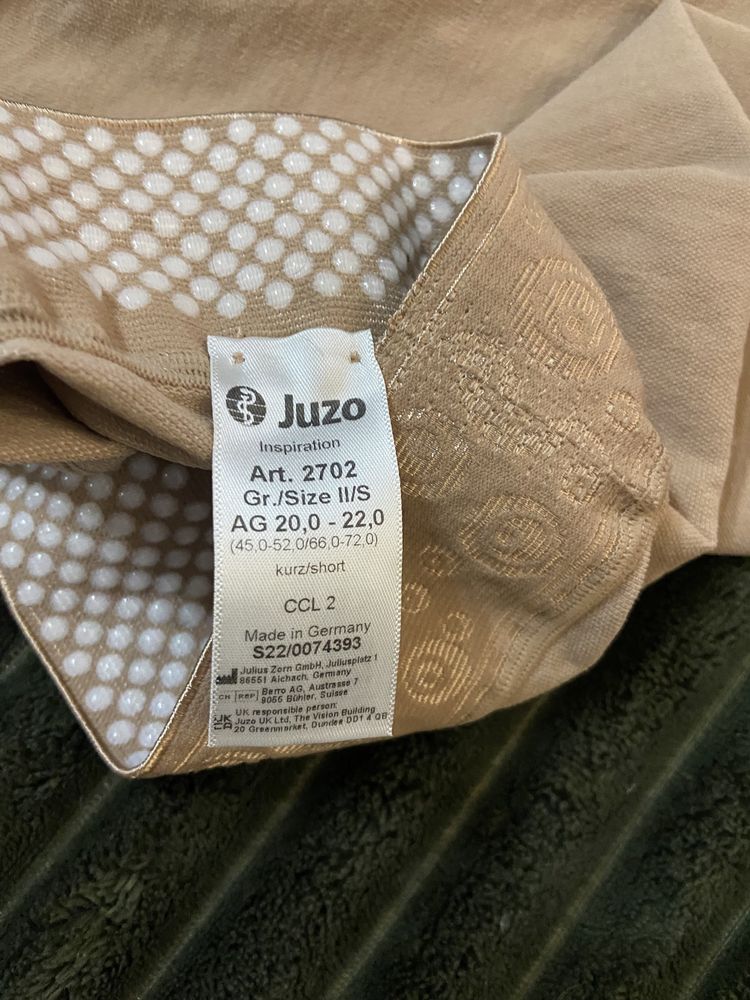 Juzo
Inspiration
Art. 2702
Gr./Size II/S
AG 20,0 - 22,0
(45,0-52,0/66,0-72,0)
kurz/short
CCL 2
Made in Germany
S22/0074393
Julius Zorn GmbH, Juliusplatz 1
86551 Aichach, Germany
CH REP Berro AG, Austrasse 7
9055 Bühler, Suisse
UK responsible person:
Juzo UK Ltd, The Vision Building
20 Greenmarket, Dundee DD1 4 QB